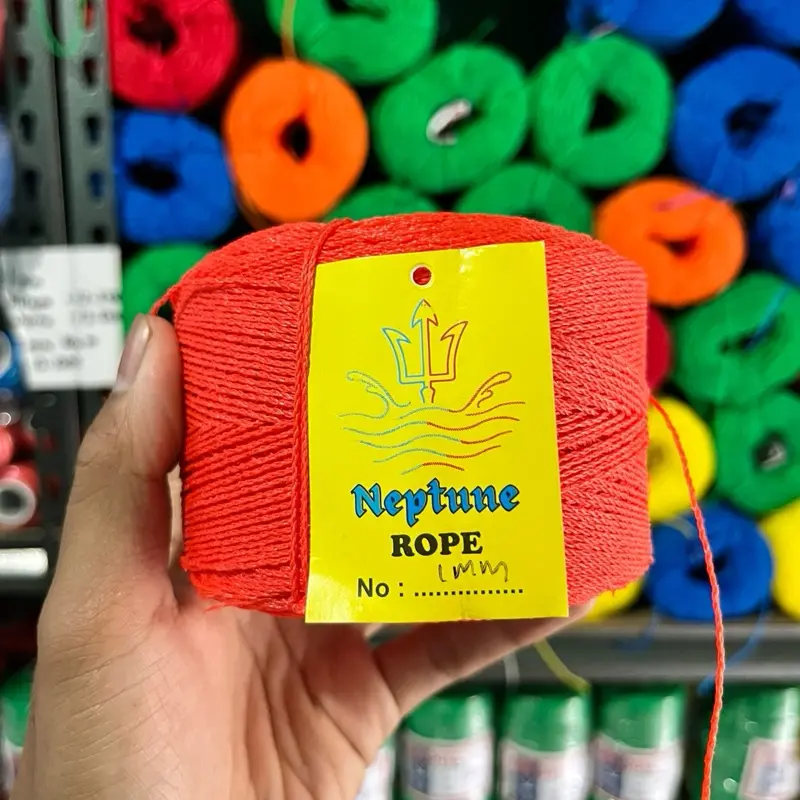 Neptune
ROPE
1MM
No : ...............